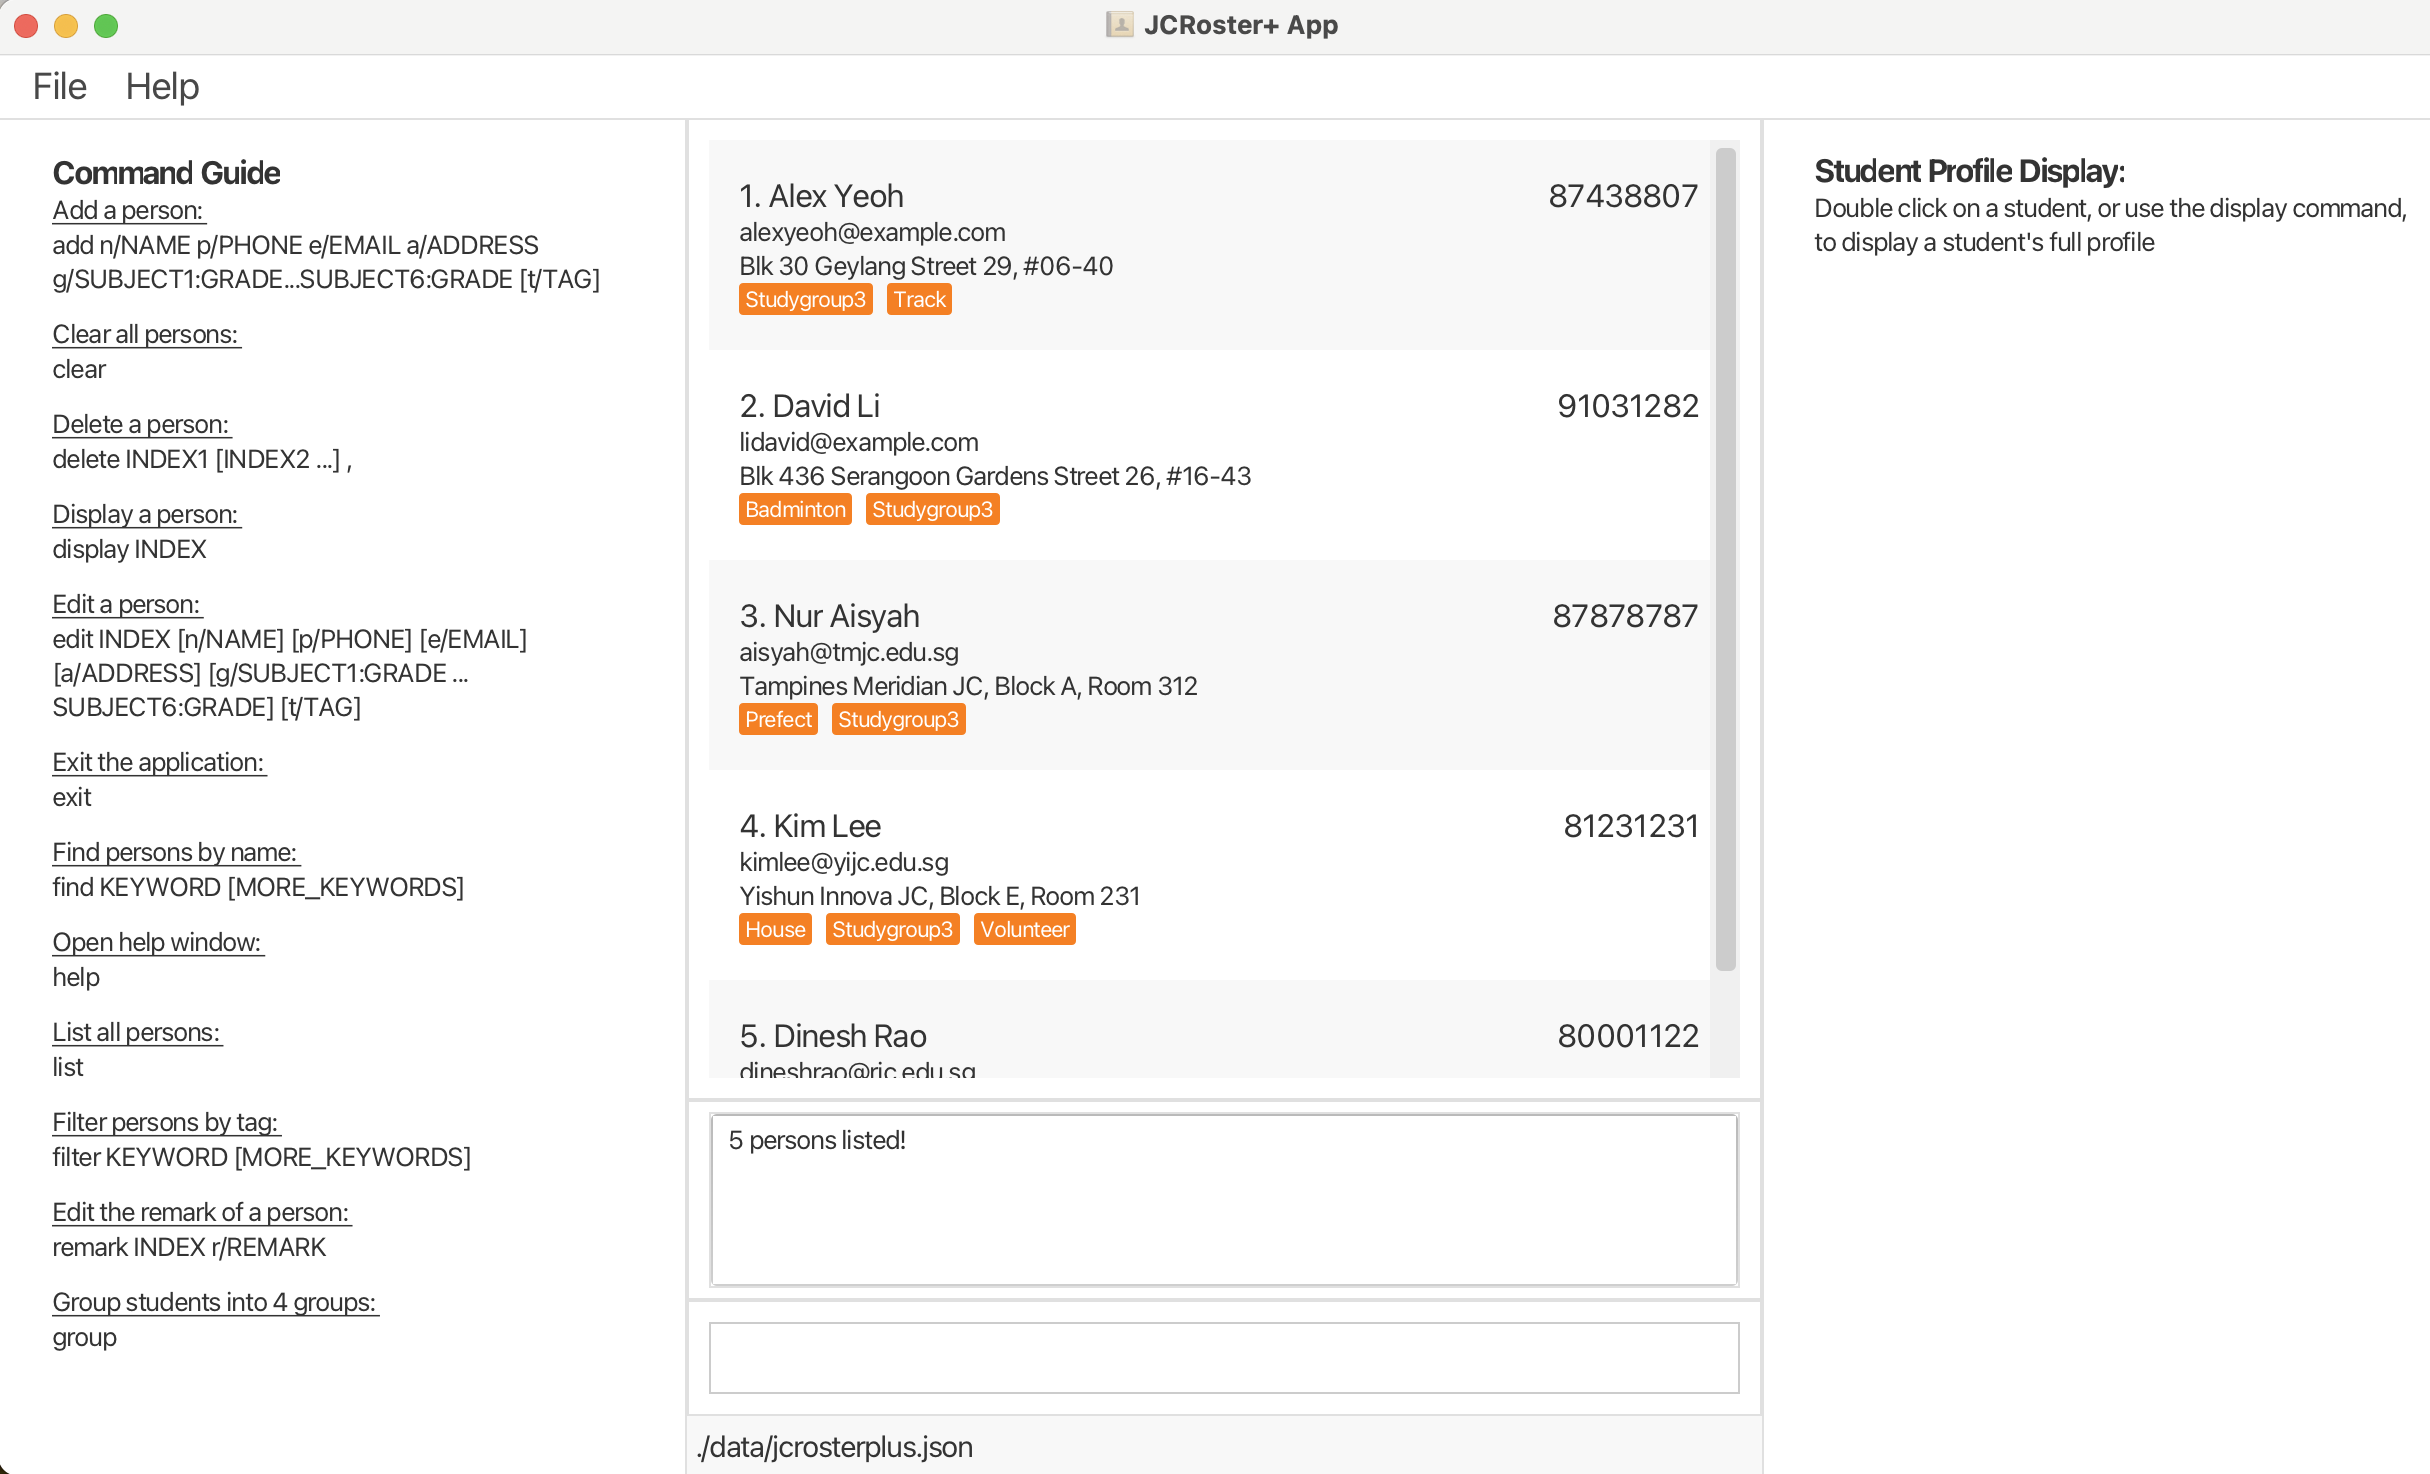 JCRoster+ App
File Help
Command Guide
Add a person:
add n/NAME p/PHONE e/EMAIL a/ADDRESS
g/SUBJECT1:GRADE...SUBJECT6:GRADE [t/TAG]
Clear all persons:
clear
Delete a person:
delete INDEX1 [INDEX2 ...] ,
Display a person:
display INDEX
Edit a person:
edit INDEX [n/NAME] [p/PHONE] [e/EMAIL]
[a/ADDRESS] [g/SUBJECT1:GRADE ...
SUBJECT6:GRADE] [t/TAG]
Exit the application:
exit
Find persons by name:
find KEYWORD [MORE_KEYWORDS]
Open help window:
help
List all persons:
list
Filter persons by tag:
filter KEYWORD [MORE_KEYWORDS]
Edit the remark of a person:
remark INDEX r/REMARK
Group students into 4 groups:
group
1. Alex Yeoh 87438807
alexyeoh@example.com
Blk 30 Geylang Street 29, #06-40
Studygroup3 Track
2. David Li 91031282
lidavid@example.com
Blk 436 Serangoon Gardens Street 26, #16-43
Badminton Studygroup3
3. Nur Aisyah 87878787
aisyah@tmjc.edu.sg
Tampines Meridian JC, Block A, Room 312
Prefect Studygroup3
4. Kim Lee 81231231
kimlee@yijc.edu.sg
Yishun Innova JC, Block E, Room 231
House Studygroup3 Volunteer
5. Dinesh Rao 80001122
dineshrao@ric.edu.sg
5 persons listed!
./data/jcrosterplus.json
Student Profile Display:
Double click on a student, or use the display command,
to display a student's full profile